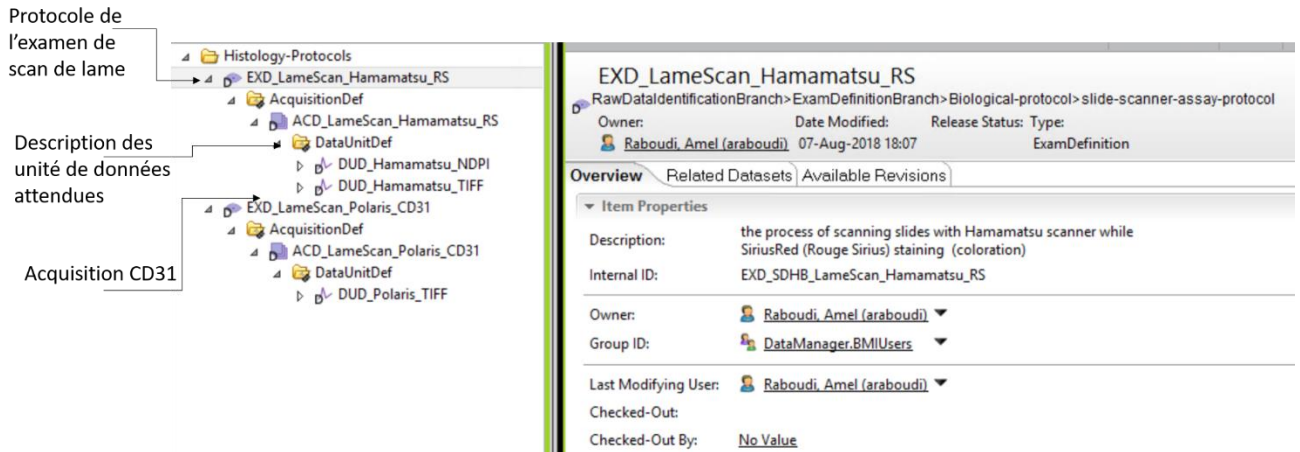 Protocole de
l'examen de
scan de lame
Description des
unité de données
attendues
Acquisition CD31
Histology-Protocols
EXD_LameScan_Hamamatsu_RS
AcquisitionDef
ACD_LameScan_Hamamatsu_RS
DataUnitDef
DUD_Hamamatsu_NDPI
DUD_Hamamatsu_TIFF
EXD_LameScan_Polaris_CD31
AcquisitionDef
ACD_LameScan_Polaris_CD31
DataUnitDef
DUD_Polaris_TIFF
EXD_LameScan_Hamamatsu_RS
RawDataIdentificationBranch>ExamDefinitionBranch>Biological-protocol>slide-scanner-assay-protocol
Owner: Date Modified: Release Status: Type:
Raboudi, Amel (araboudi) 07-Aug-2018 18:07 ExamDefinition
Overview Related Datasets Available Revisions
Item Properties
Description: the process of scanning slides with Hamamatsu scanner while
SiriusRed (Rouge Sirius) staining (coloration)
Internal ID: EXD_SDHB_LameScan_Hamamatsu_RS
Owner: Raboudi, Amel (araboudi)
Group ID: DataManager.BMIUsers
Last Modifying User: Raboudi, Amel (araboudi)
Checked-Out:
Checked-Out By: No Value